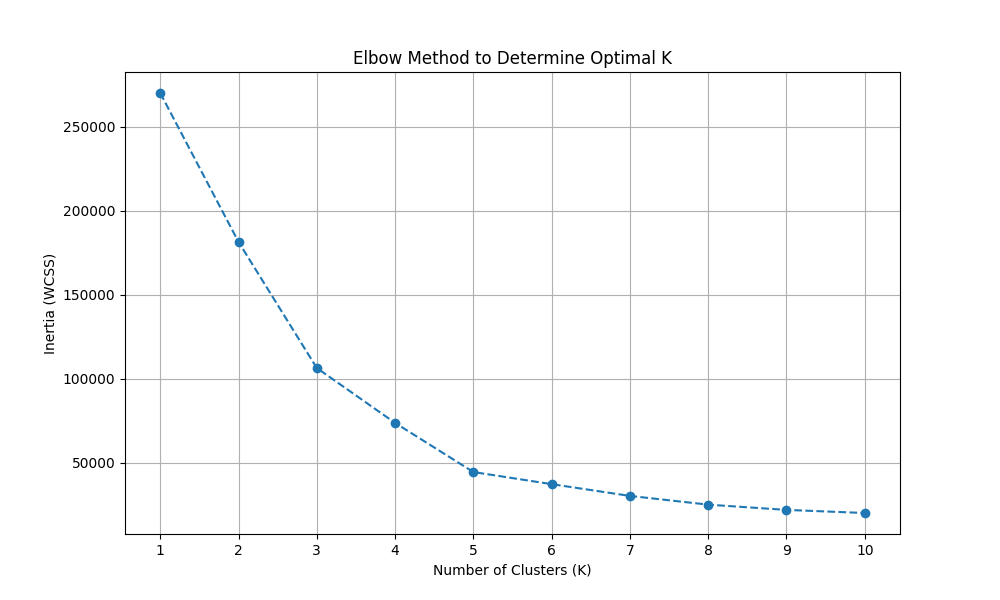 Elbow Method to Determine Optimal K
250000
200000
150000
100000
50000
Inertia (WCSS)
1 2 3 4 5 6 7 8 9 10
Number of Clusters (K)